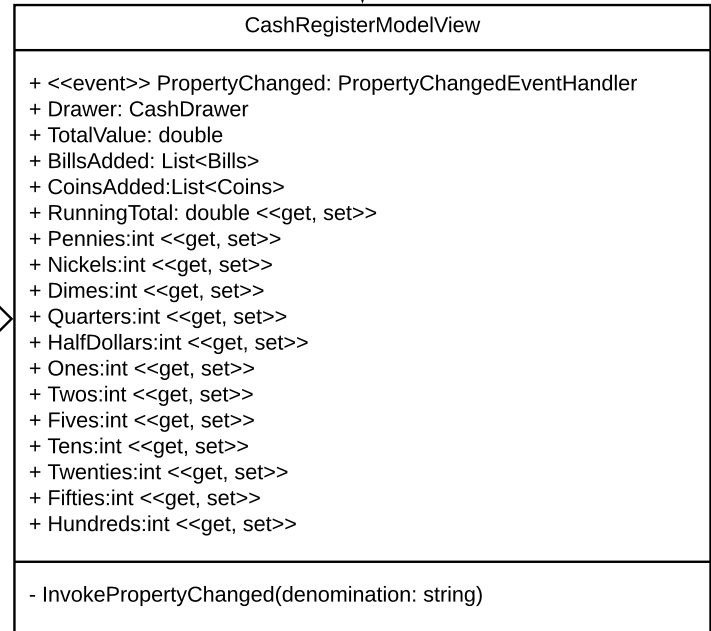 CashRegisterModelView
+ <<event>> PropertyChanged: PropertyChangedEventHandler
+ Drawer: CashDrawer
+ TotalValue: double
+ BillsAdded: List<Bills>
+ CoinsAdded:List<Coins>
+ RunningTotal: double <<get, set>>
+ Pennies:int <<get, set>>
+ Nickels:int <<get, set>>
+ Dimes:int <<get, set>>
+ Quarters:int <<get, set>>
+ HalfDollars:int <<get, set>>
+ Ones:int <<get, set>>
+ Twos:int <<get, set>>
+ Fives:int <<get, set>>
+ Tens:int <<get, set>>
+ Twenties:int <<get, set>>
+ Fifties:int <<get, set>>
+ Hundreds:int <<get, set>>
- InvokePropertyChanged(denomination: string)